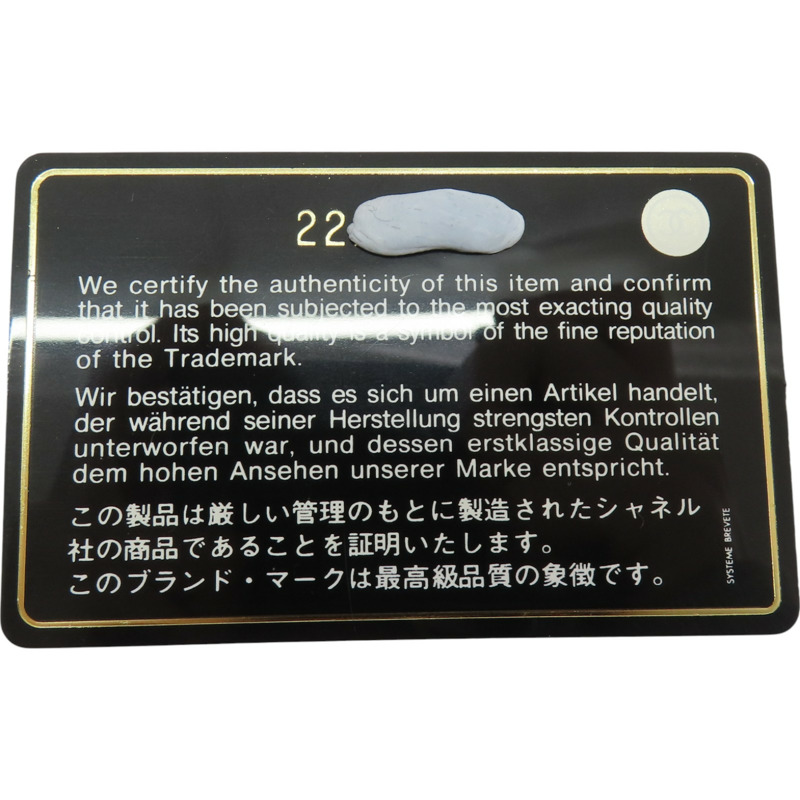 22
We certify the authenticity of this item and confirm
that it has been subjected to the most exacting quality
control. Its high quality is a symbol of the fine reputation
of the Trademark.
Wir bestätigen, dass es sich um einen Artikel handelt,
der während seiner Herstellung strengsten Kontrollen
unterworfen war, und dessen erstklassige Qualität
dem hohen Ansehen unserer Marke entspricht.
この製品は厳しい管理のもとに製造されたシャネル
社の商品であることを証明いたします。
このブランド・マークは最高級品質の象徴です。
SYSTEME BREVETE